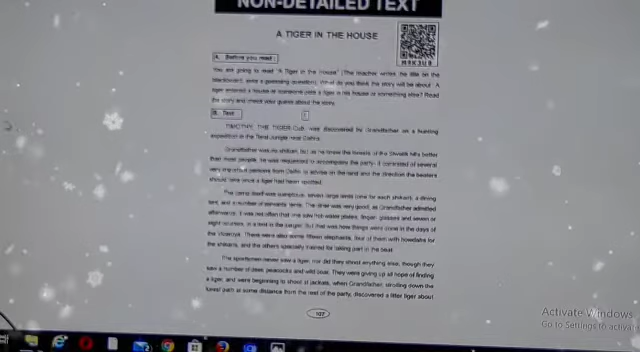 NON-DETAILED TEXT
A TIGER IN THE HOUSE
M8K3U8
A. Before you read:
You are going to read "A Tiger in the House" (The teacher writes the title on the
blackboard, asks a guessing question). What do you think the story will be about: A
tiger entered a house or someone kept a tiger in his house or something else? Read
the story and check your guess about the story.
B. Text
TIMOTHY, THE TIGER-CUB, was discovered by Grandfather on a hunting
expedition in the Terai Jungle near Dehra.
Grandfather was no shikari, but as he knew the forests of the Siwalik hills better
than most people, he was requested to accompany the party. It consisted of several
very important persons from Delhi to advise on the terrain and the direction the beaters
should take once a tiger had been spotted.
The camp itself was sumptuous, seven large tents (one for each shikari), a dining
tent, and a number of servants' tents. The dinner was very good, as Grandfather admitted
afterwards; it was not often that one saw hot-water plates, finger-glasses and seven or
eight courses, in a tent in the jungle! But that was how things were done in the days of
the Viceroys. There were also some fifteen elephants, four of them with howdahs for
the shikaris, and the others specially trained for taking part in the beat.
The sportsmen never saw a tiger, nor did they shoot anything else, though they
saw a number of deer, peacocks and wild boar. They were giving up all hope of finding
a tiger, and were beginning to shoot at jackals, when Grandfather, strolling down the
forest path at some distance from the rest of the party, discovered a little tiger about
107
Activate Windows
Go to Settings to activate